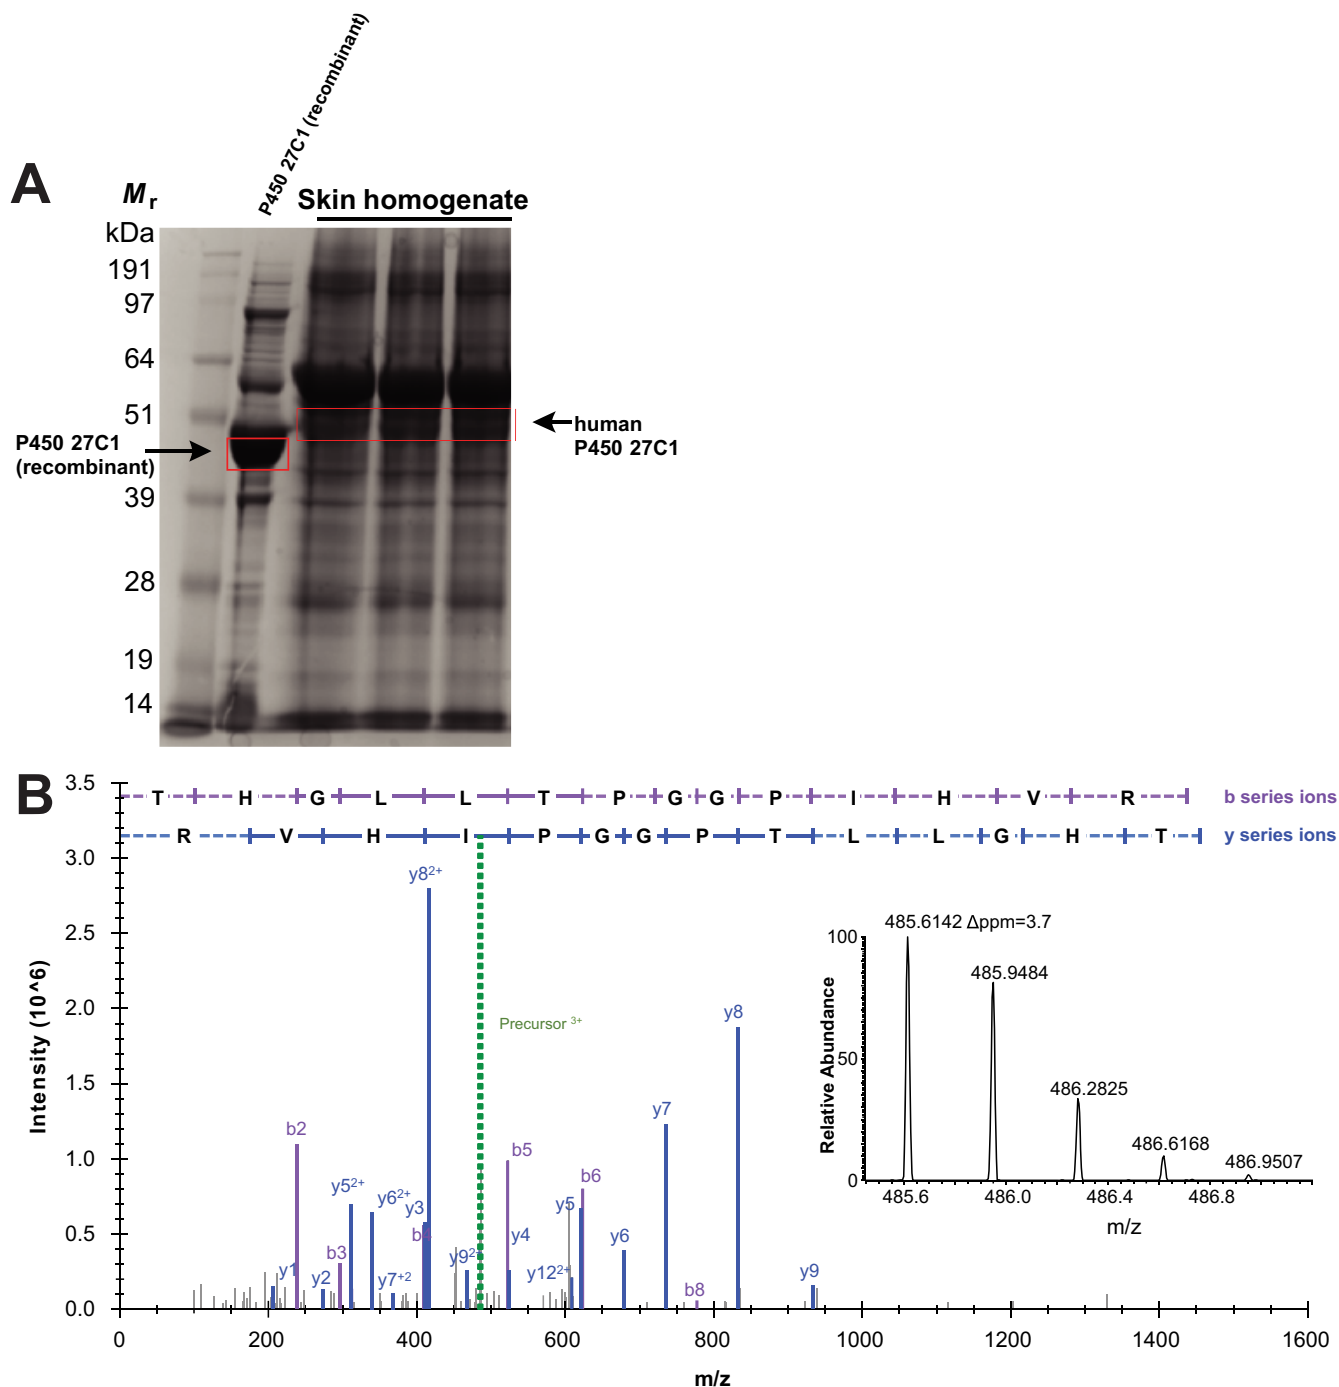 A
M r
kDa
P450 27C1 (recombinant)
Skin homogenate
191
97
64
51
39
28
19
14
P450 27C1
(recombinant)
human
P450 27C1
B
T H G L L T P G G P I H V R
b series ions
R V H I P G G P T L L G H T
y series ions
Intensity (10^6)
3.5
3.0
2.5
2.0
1.5
1.0
0.5
0.0
y8²⁺
Precursor ³⁺
y8
y7
b2
b5
b6
y5²⁺
y6²⁺
y3
y5
y4
y6
b3
y1
y2
y7⁺²
y12²⁺
b8
y9
0 200 400 600 800 1000 1200 1400 1600
m/z
Relative Abundance
100
50
0
485.6142 Δppm=3.7
485.9484
486.2825
486.6168
486.9507
485.6 486.0 486.4 486.8
m/z